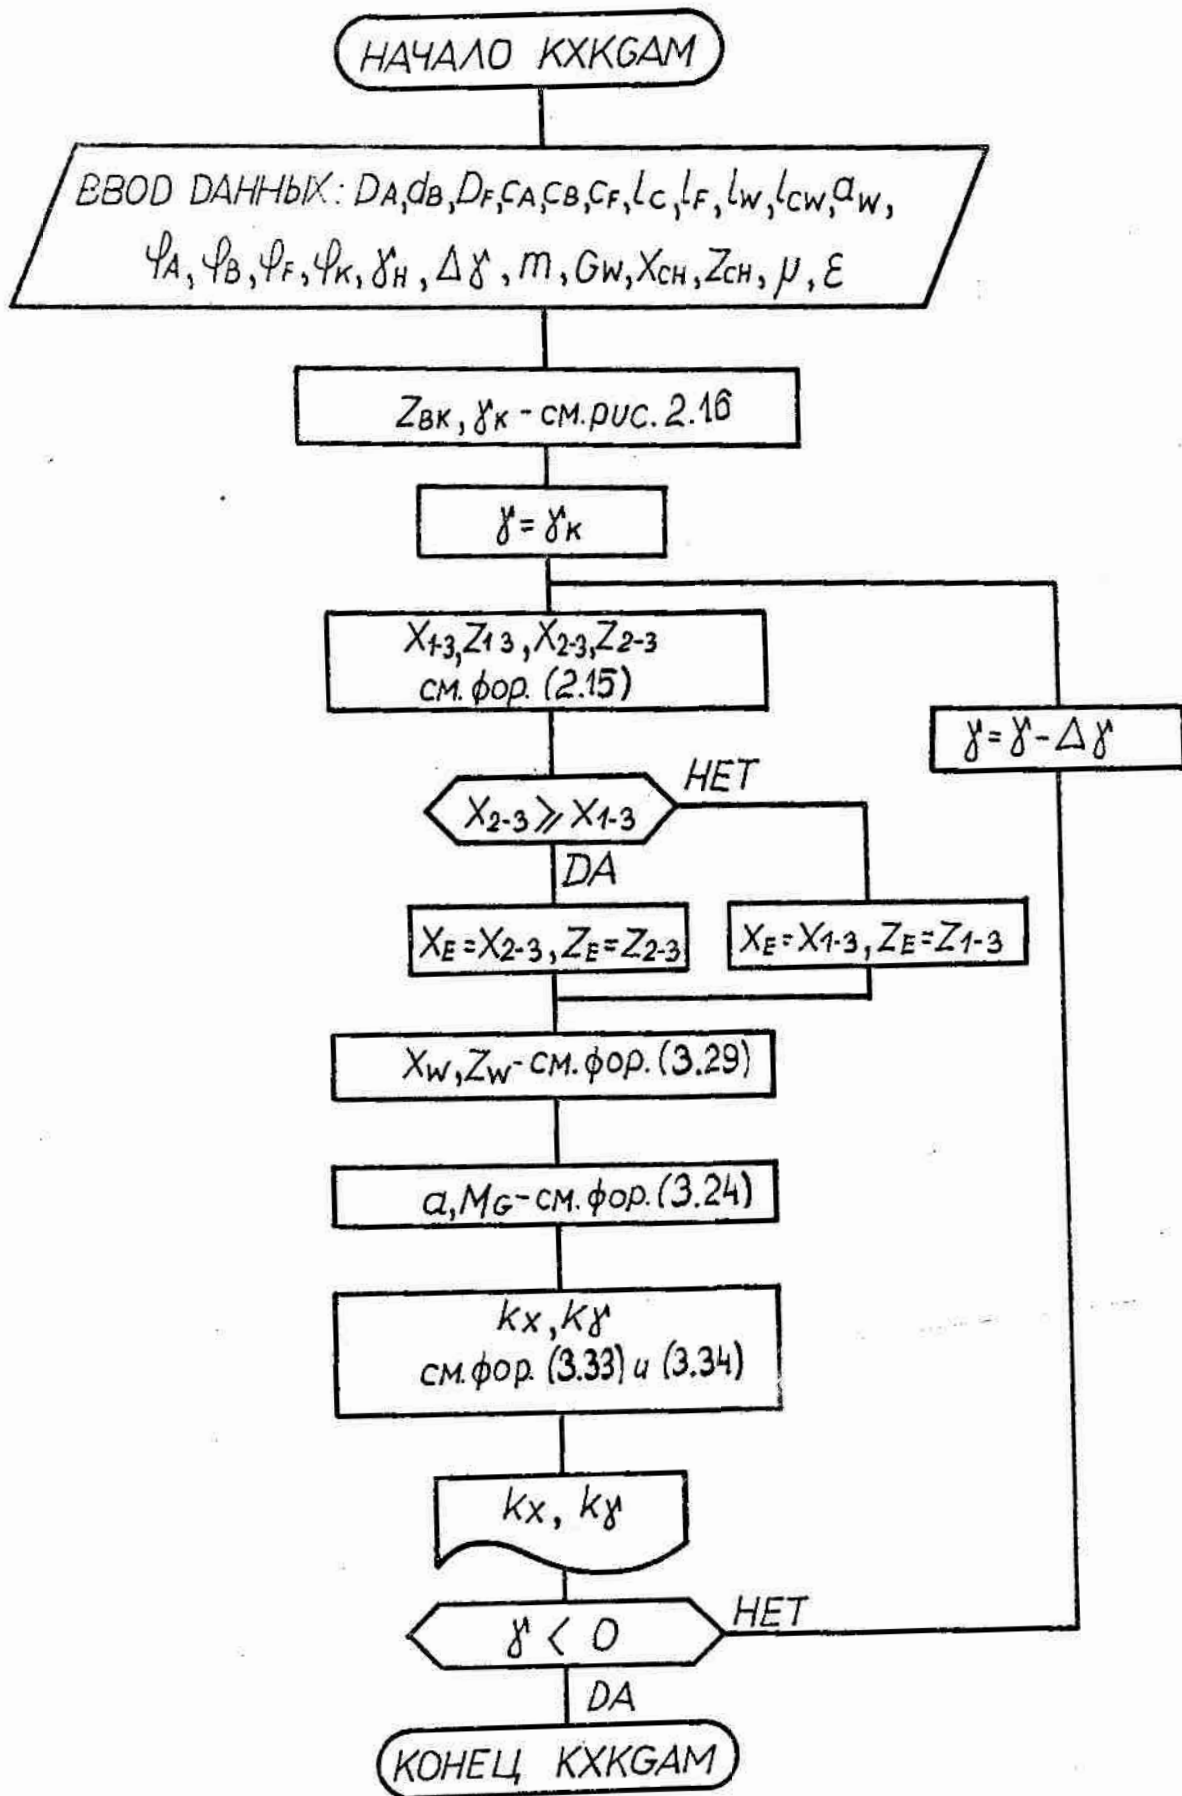 НАЧАЛО KXKGAM
ВВОД ДАННЫХ: DA,dB,DF,cA,cB,cF,lC,lF,lW,lCW,aW,
φA, φB, φF, φK, γH, Δγ, m, GW, XCH, ZCH, μ, ε
ZBK, γK - см. рис. 2.16
γ = γK
X1-3, Z1 3, X2-3, Z2-3
см. фор. (2.15)
γ = γ - Δγ
X2-3 ⩾ X1-3
НЕТ
DA
XE = X2-3, ZE = Z2-3
XE = X1-3, ZE = Z1-3
XW, ZW - см. фор. (3.29)
a, MG - см. фор. (3.24)
kx, kγ
см. фор. (3.33) и (3.34)
kx, kγ
γ < 0
НЕТ
DA
КОНЕЦ KXKGAM